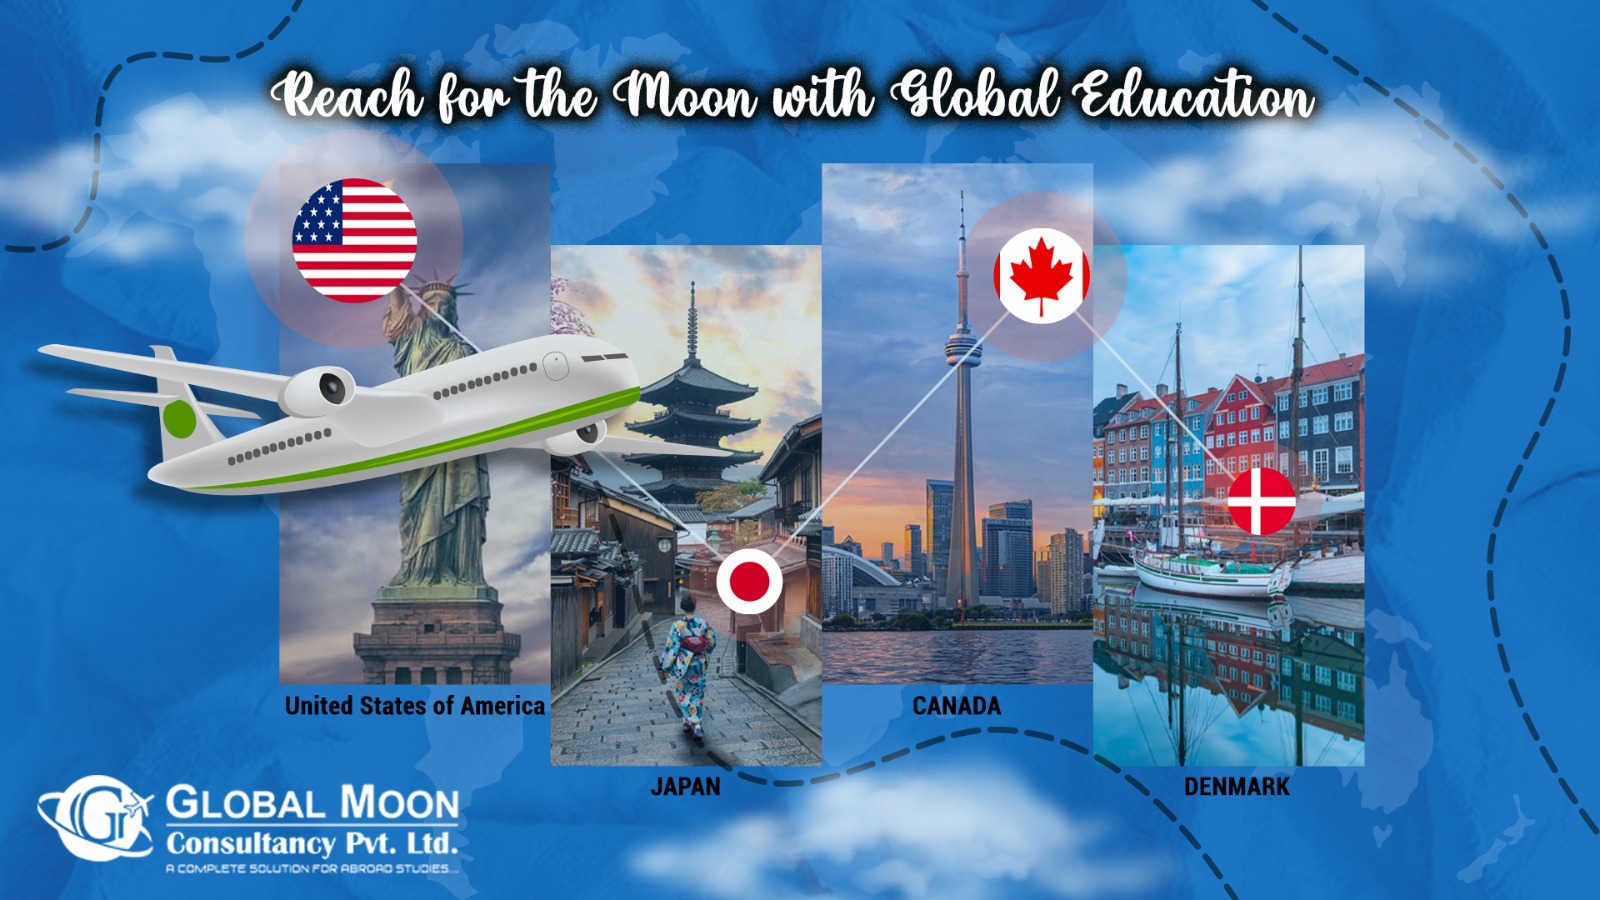 Reach for the Moon with Global Education
United States of America
JAPAN
CANADA
DENMARK
GLOBAL MOON
Consultancy Pvt. Ltd.
A COMPLETE SOLUTION FOR ABROAD STUDIES...